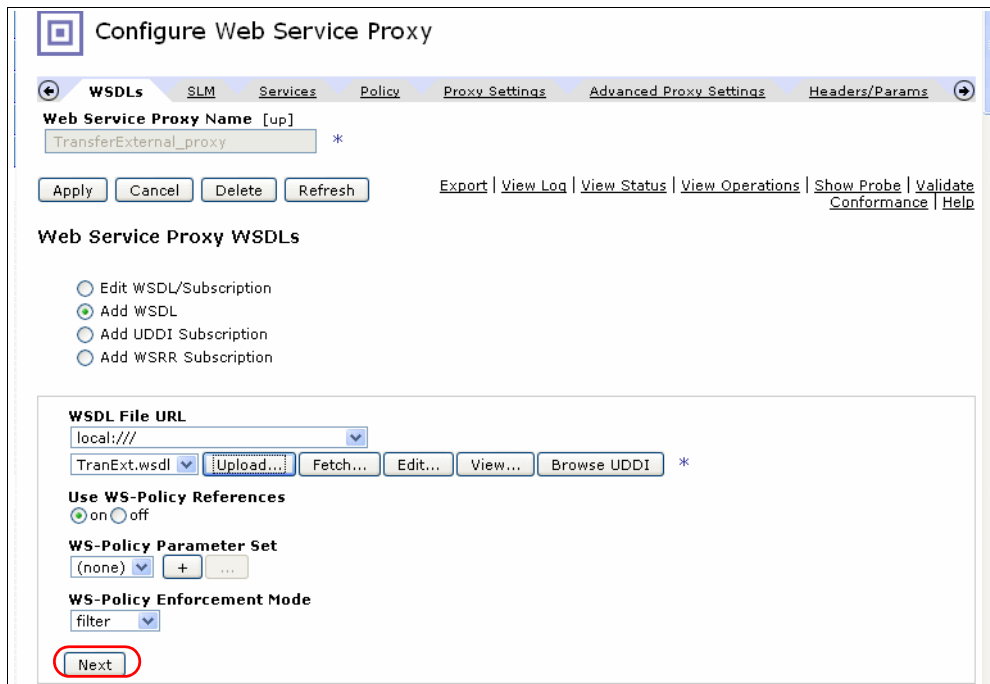 Configure Web Service Proxy
WSDLs SLM Services Policy Proxy Settings Advanced Proxy Settings Headers/Params
Web Service Proxy Name [up]
TransferExternal_proxy *
Apply Cancel Delete Refresh
Export | View Log | View Status | View Operations | Show Probe | Validate
Conformance | Help
Web Service Proxy WSDLs
Edit WSDL/Subscription
Add WSDL
Add UDDI Subscription
Add WSRR Subscription
WSDL File URL
local:///
TranExt.wsdl Upload... Fetch... Edit... View... Browse UDDI *
Use WS-Policy References
on off
WS-Policy Parameter Set
(none) + ...
WS-Policy Enforcement Mode
filter
Next